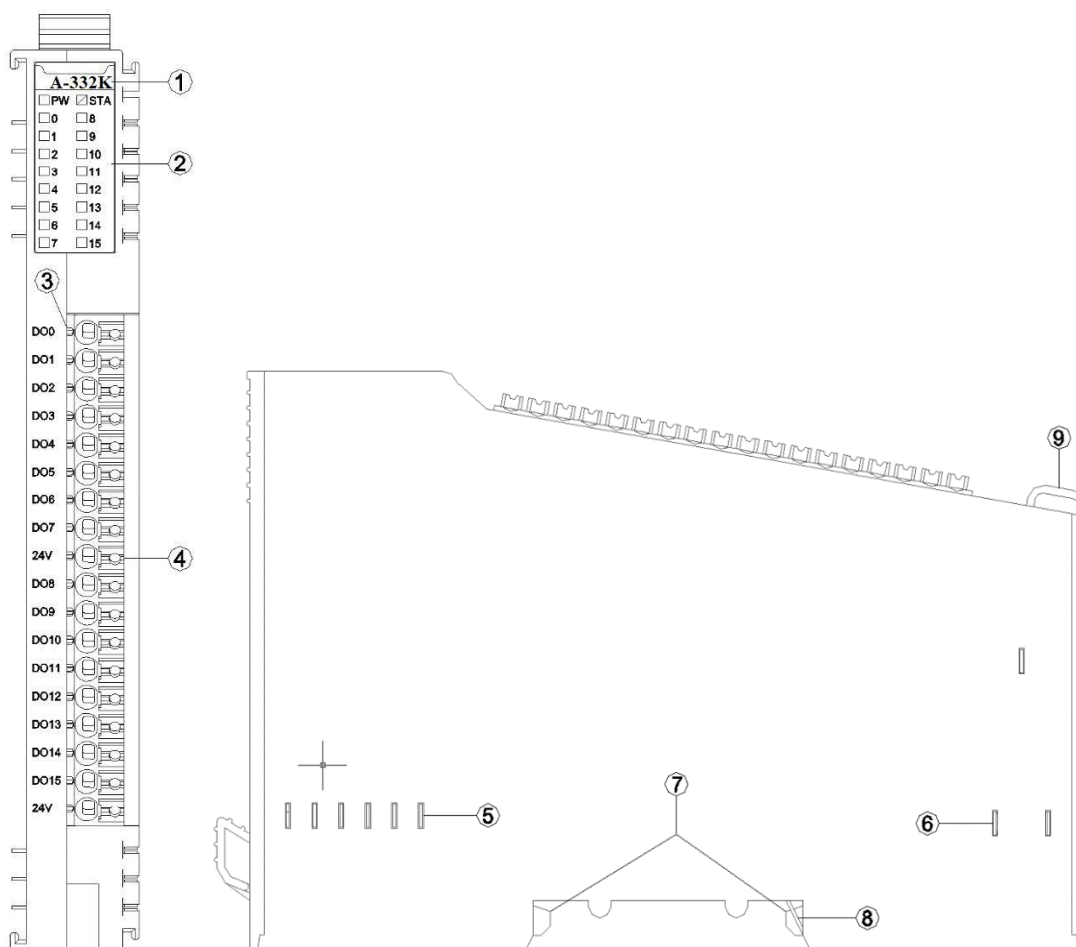 A-332K
PW STA
0 8
1 9
2 10
3 11
4 12
5 13
6 14
7 15
①
②
③
DO0
DO1
DO2
DO3
DO4
DO5
DO6
DO7
24V
DO8
DO9
DO10
DO11
DO12
DO13
DO14
DO15
24V
④
⑨
⑦
⑤
⑥
⑧